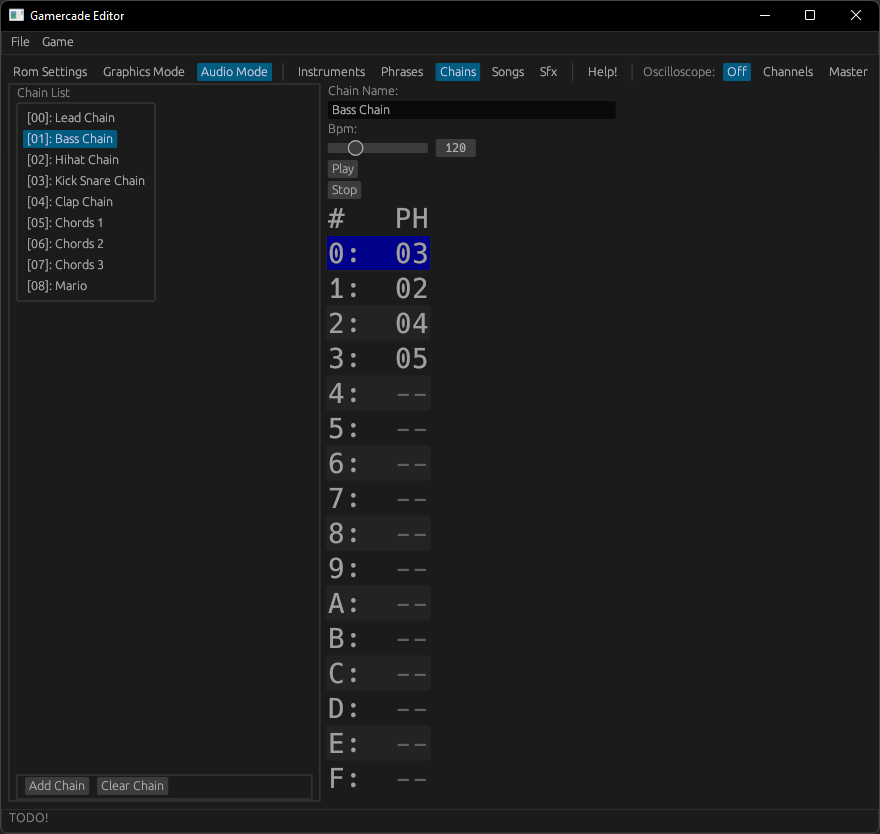 Gamercade Editor
File Game
Rom Settings Graphics Mode Audio Mode Instruments Phrases Chains Songs Sfx Help! Oscilloscope: Off Channels Master
Chain List
[00]: Lead Chain
[01]: Bass Chain
[02]: Hihat Chain
[03]: Kick Snare Chain
[04]: Clap Chain
[05]: Chords 1
[06]: Chords 2
[07]: Chords 3
[08]: Mario
Add Chain Clear Chain
Chain Name:
Bass Chain
Bpm:
120
Play
Stop
# PH
0: 03
1: 02
2: 04
3: 05
4: --
5: --
6: --
7: --
8: --
9: --
A: --
B: --
C: --
D: --
E: --
F: --
TODO!